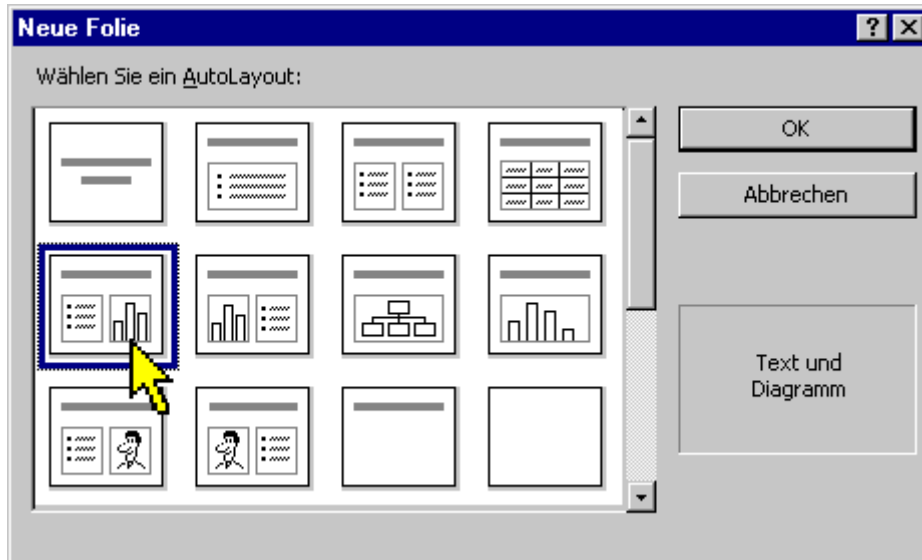 Neue Folie
Wählen Sie ein AutoLayout:
OK
Abbrechen
Text und
Diagramm